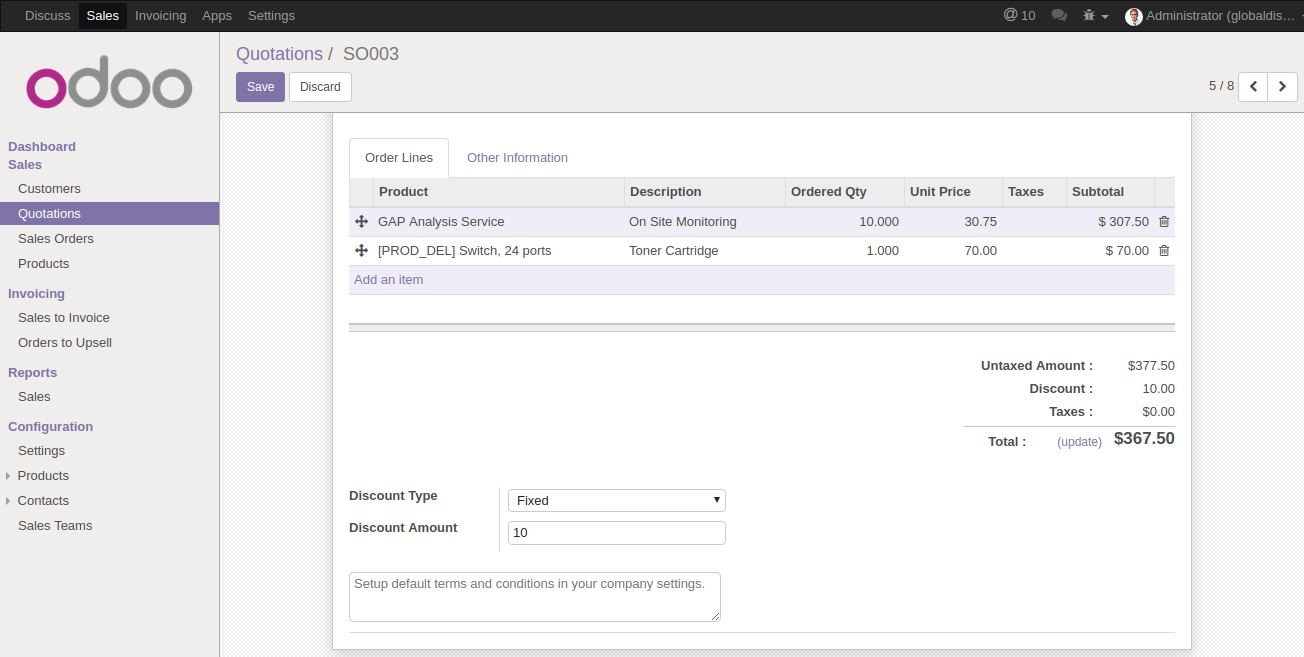 Discuss Sales Invoicing Apps Settings @ 10 Administrator (globaldis...
odoo
Dashboard
Sales
Customers
Quotations
Sales Orders
Products
Invoicing
Sales to Invoice
Orders to Upsell
Reports
Sales
Configuration
Settings
Products
Contacts
Sales Teams
Quotations / SO003
Save Discard 5 / 8
Order Lines Other Information
Product Description Ordered Qty Unit Price Taxes Subtotal
GAP Analysis Service On Site Monitoring 10.000 30.75 $ 307.50
[PROD_DEL] Switch, 24 ports Toner Cartridge 1.000 70.00 $ 70.00
Add an item
Untaxed Amount : $377.50
Discount : 10.00
Taxes : $0.00
Total : (update) $367.50
Discount Type Fixed
Discount Amount 10
Setup default terms and conditions in your company settings.